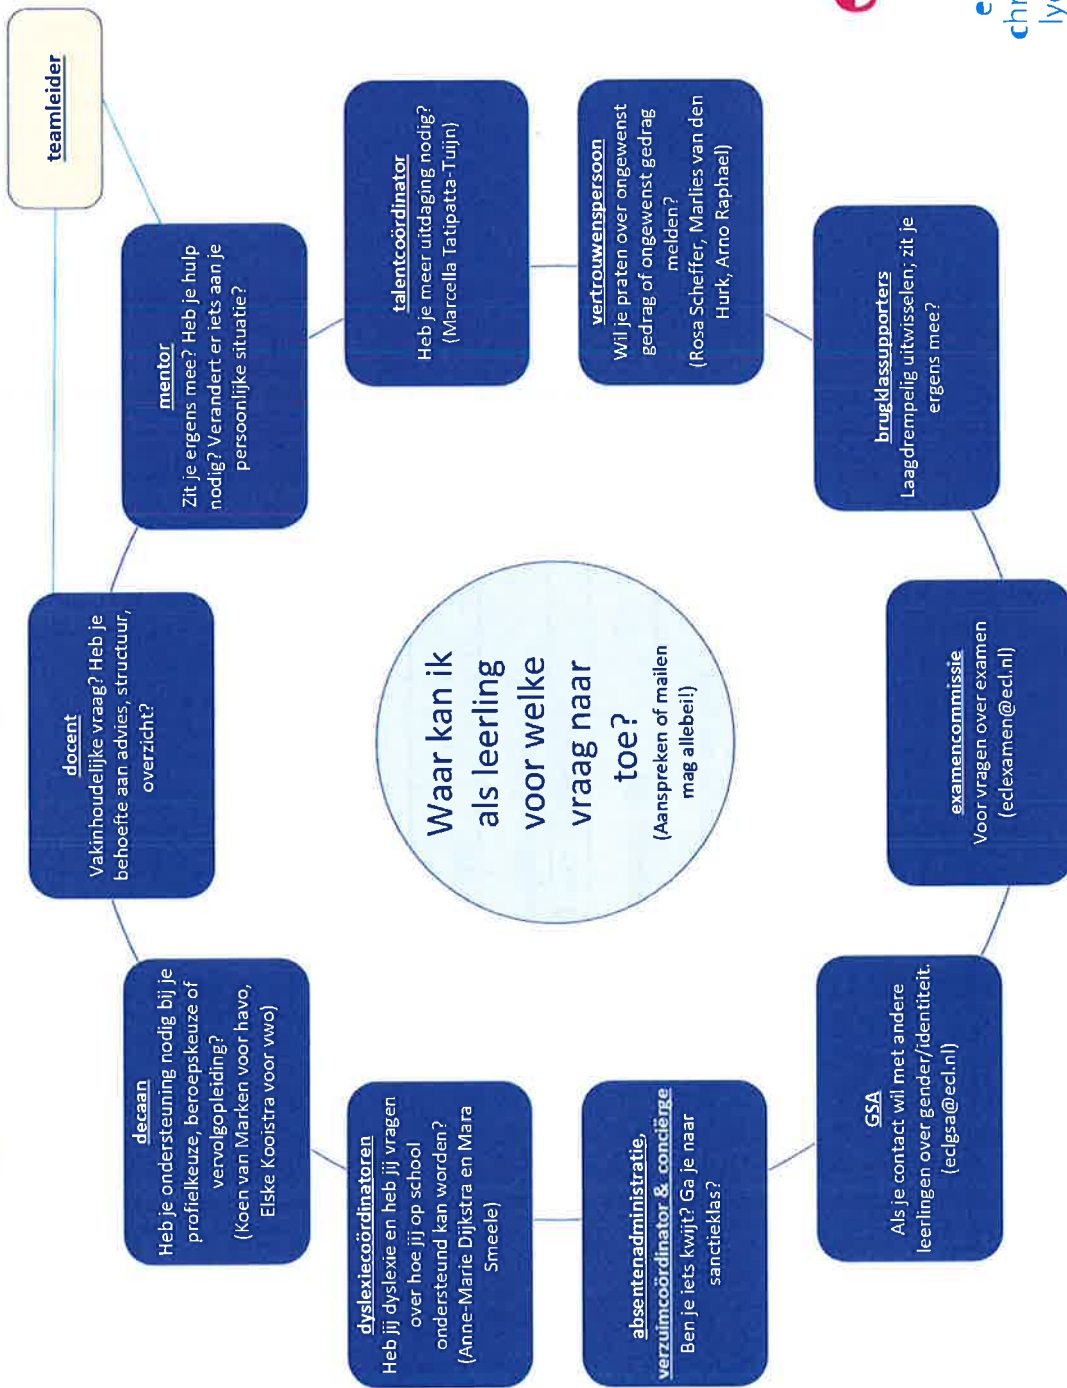 teamleider
docent
Vakinhoudelijke vraag? Heb je
behoefte aan advies, structuur,
overzicht?
mentor
Zit je ergens mee? Heb je hulp
nodig? Verandert er iets aan je
persoonlijke situatie?
talentcoördinator
Heb je meer uitdaging nodig?
(Marcella Tatipatta-Tuijn)
vertrouwenspersoon
Wil je praten over ongewenst
gedrag of ongewenst gedrag
melden?
(Rosa Scheffer, Marlies van den
Hurk, Arno Raphael)
brugklassupporters
Laagdrempelig uitwisselen; zit je
ergens mee?
examencommissie
Voor vragen over examen
(eclexamen@ecl.nl)
GSA
Als je contact wil met andere
leerlingen over gender/identiteit.
(eclgsa@ecl.nl)
absentenadministratie,
verzuimcoördinator & conciërge
Ben je iets kwijt? Ga je naar
sanctieklas?
dyslexiecoördinatoren
Heb jij dyslexie en heb jij vragen
over hoe jij op school
ondersteund kan worden?
(Anne-Marie Dijkstra en Mara
Smeele)
decaan
Heb je ondersteuning nodig bij je
profielkeuze, beroepskeuze of
vervolgopleiding?
(Koen van Marken voor havo,
Elske Kooistra voor vwo)
Waar kan ik
als leerling
voor welke
vraag naar
toe?
(Aanspreken of mailen
mag allebei!)
e
e
chr
lyc